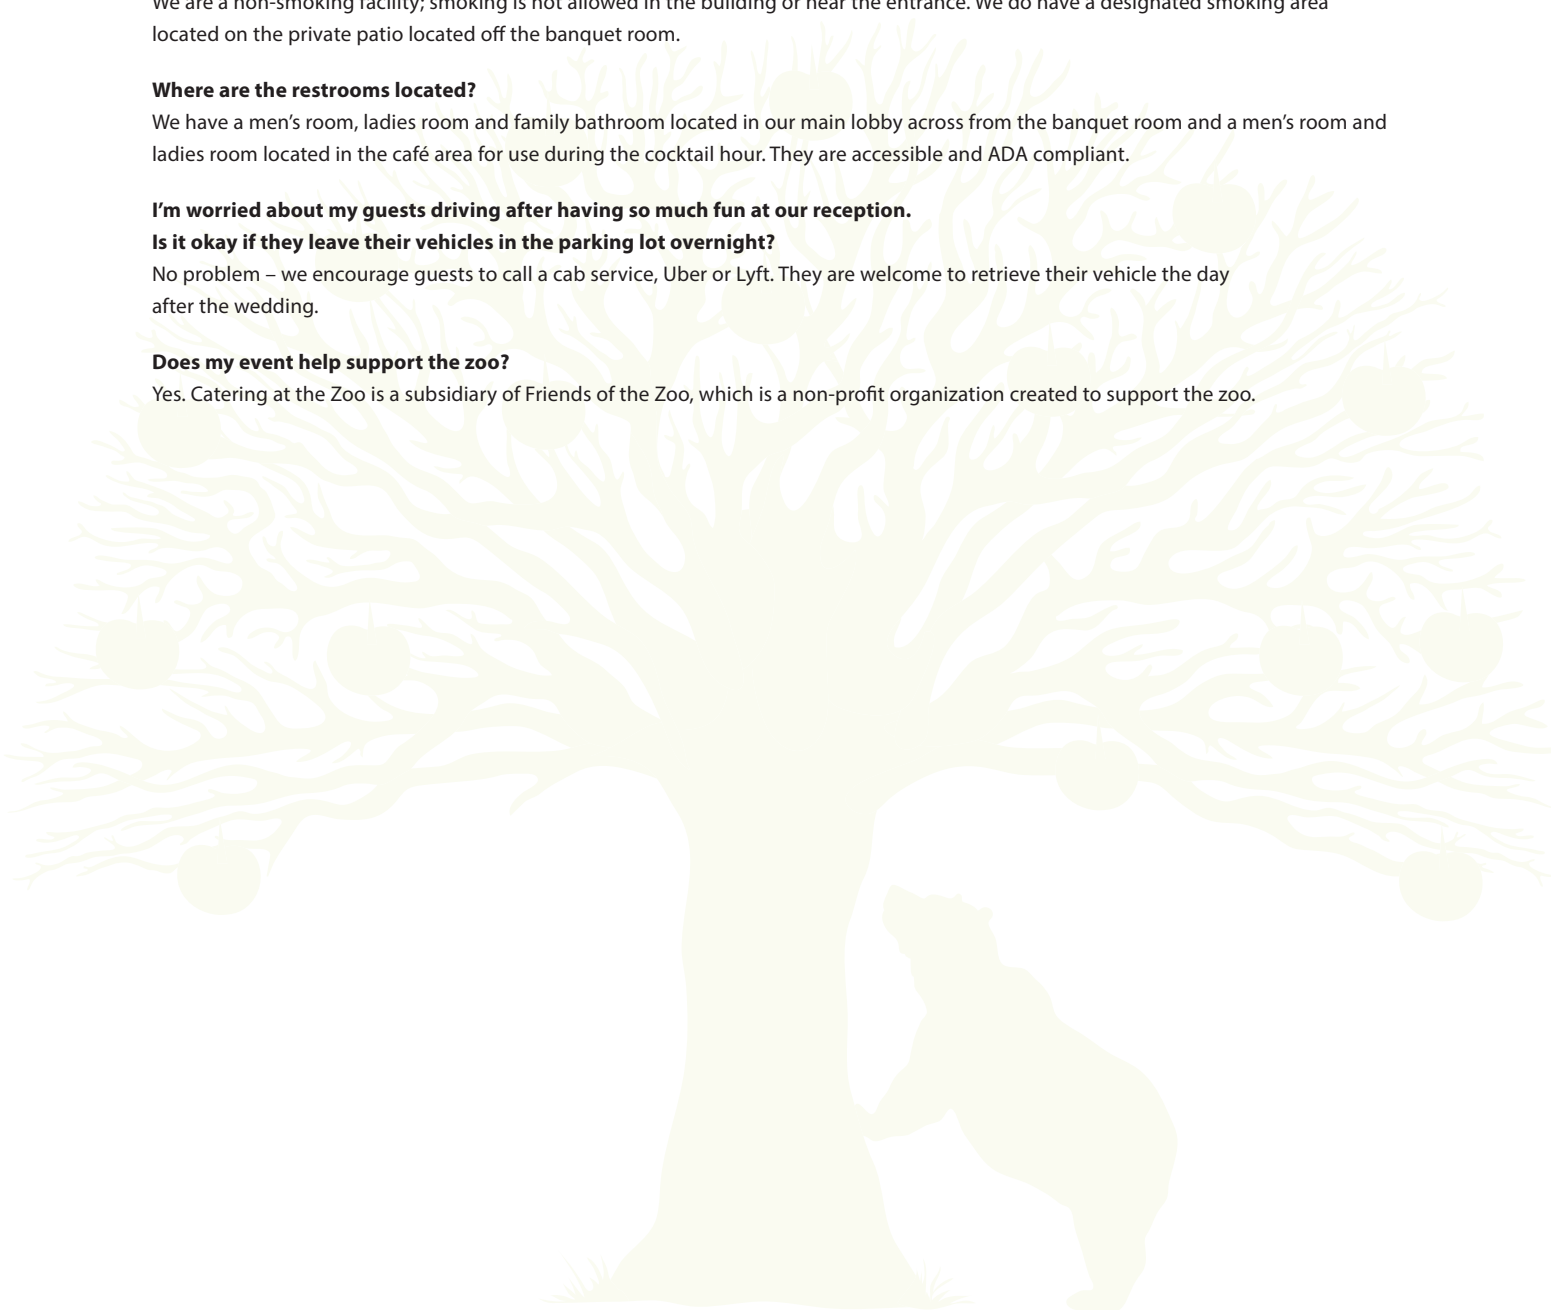 We are a non-smoking facility; smoking is not allowed in the building or near the entrance. We do have a designated smoking area
located on the private patio located off the banquet room.
Where are the restrooms located?
We have a men’s room, ladies room and family bathroom located in our main lobby across from the banquet room and a men’s room and
ladies room located in the café area for use during the cocktail hour. They are accessible and ADA compliant.
I’m worried about my guests driving after having so much fun at our reception.
Is it okay if they leave their vehicles in the parking lot overnight?
No problem – we encourage guests to call a cab service, Uber or Lyft. They are welcome to retrieve their vehicle the day
after the wedding.
Does my event help support the zoo?
Yes. Catering at the Zoo is a subsidiary of Friends of the Zoo, which is a non-profit organization created to support the zoo.